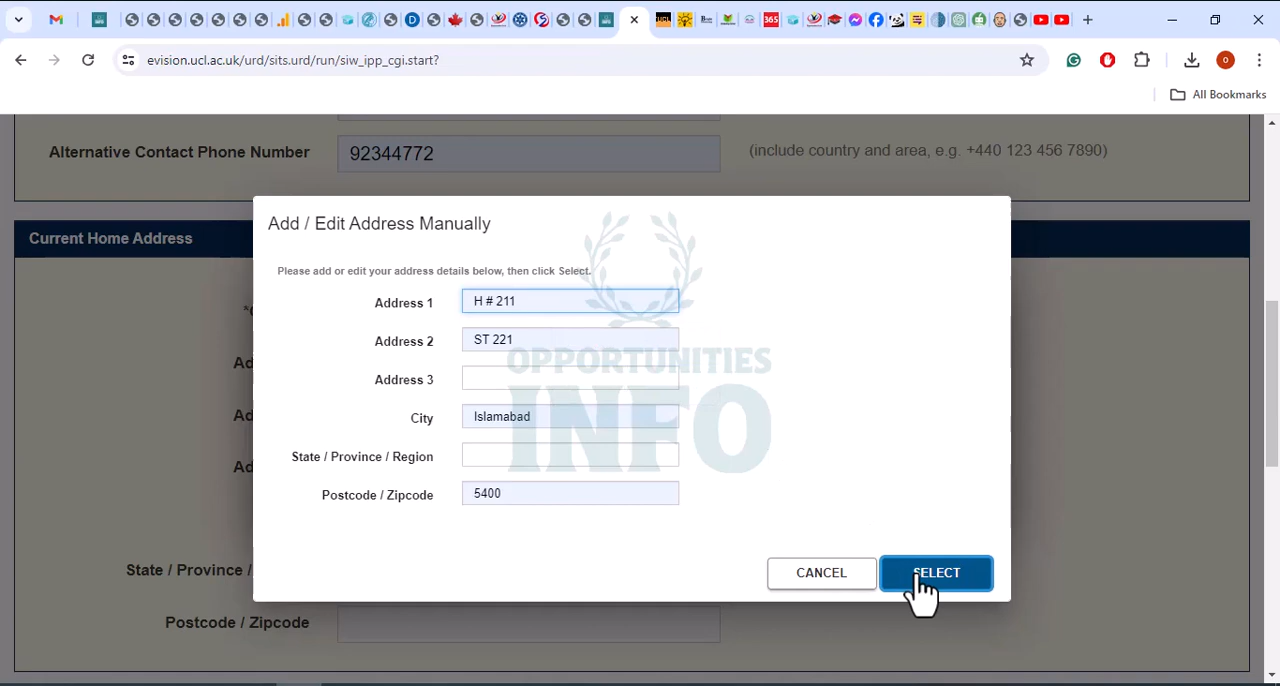 evision.ucl.ac.uk/urd/sits.urd/run/siw_ipp_cgi.start?
All Bookmarks
Alternative Contact Phone Number
92344772
(include country and area, e.g. +440 123 456 7890)
Current Home Address
Add / Edit Address Manually
Please add or edit your address details below, then click Select.
Address 1
H # 211
Address 2
ST 221
Address 3
City
Islamabad
State / Province / Region
Postcode / Zipcode
5400
CANCEL
SELECT
OPPORTUNITIES
INFO
*
Ad
Ad
Ad
State / Province /
Postcode / Zipcode